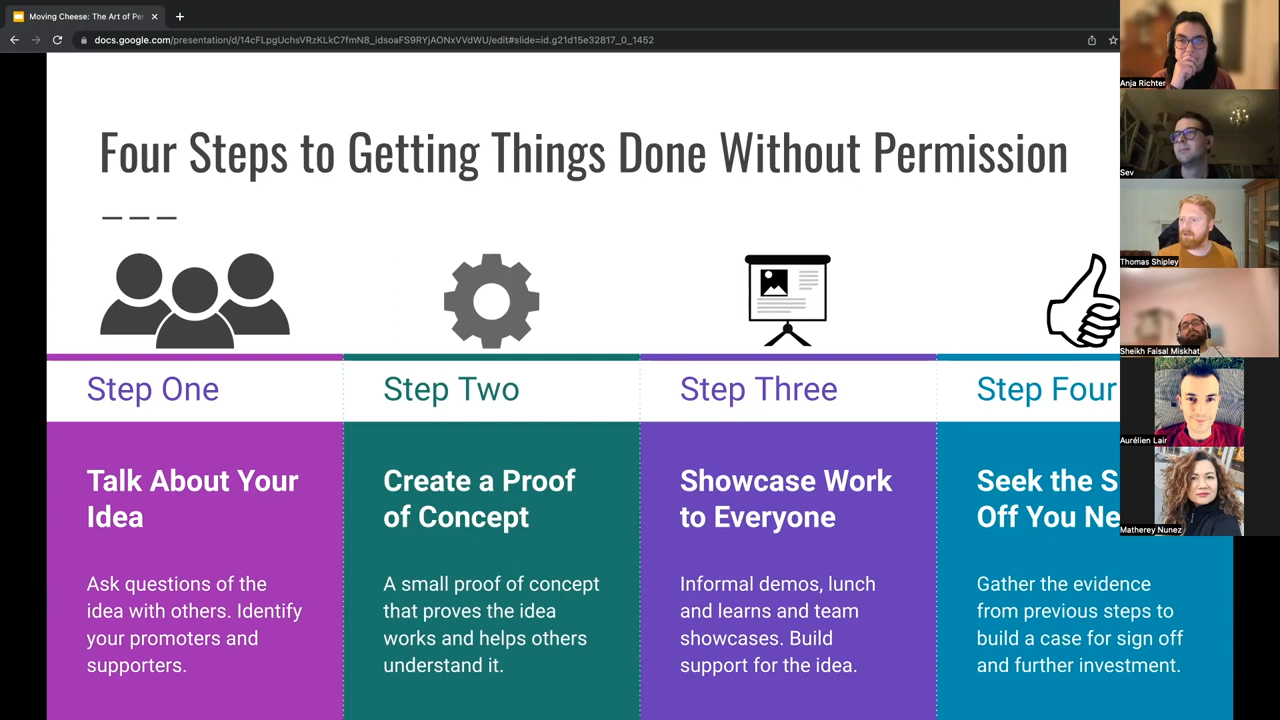 Moving Cheese: The Art of Pe
docs.google.com/presentation/d/14cFLpgUchsVRzKLkC7fmN8_idsoaFS9RYjAONxVVdWU/edit#slide=id.g21d15e32817_0_1452
Four Steps to Getting Things Done Without Permission
Step One
Talk About Your
Idea
Ask questions of the
idea with others. Identify
your promoters and
supporters.
Step Two
Create a Proof
of Concept
A small proof of concept
that proves the idea
works and helps others
understand it.
Step Three
Showcase Work
to Everyone
Informal demos, lunch
and learns and team
showcases. Build
support for the idea.
Step Four
Seek the S
Off You Ne
Gather the evidence
from previous steps to
build a case for sign off
and further investment.
Anja Richter
Sev
Thomas Shipley
Sheikh Faisal Miskhat
Aurélien Lair
Matherey Nunez